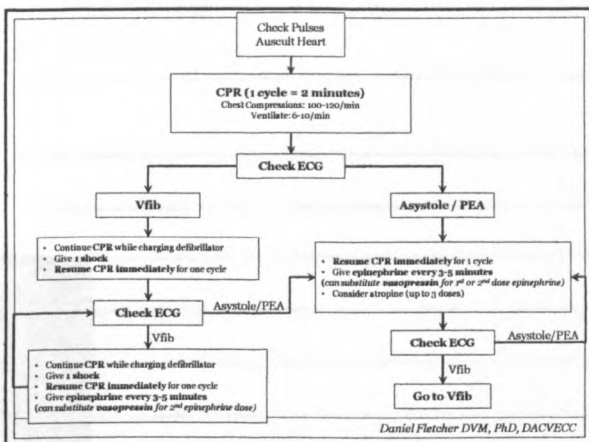 Check Pulses
Auscult Heart
CPR (1 cycle = 2 minutes)
Chest Compressions: 100-120/min
Ventilate: 6-10/min
Check ECG
Vfib
• Continue CPR while charging defibrillator
• Give 1 shock
• Resume CPR immediately for one cycle
Check ECG
Asystole/PEA
Vfib
• Continue CPR while charging defibrillator
• Give 1 shock
• Resume CPR immediately for one cycle
• Give epinephrine every 3-5 minutes
(can substitute vasopressin for 2nd epinephrine dose)
Asystole / PEA
• Resume CPR immediately for 1 cycle
• Give epinephrine every 3-5 minutes
(can substitute vasopressin for 1st or 2nd dose epinephrine)
• Consider atropine (up to 3 doses)
Check ECG
Asystole/PEA
Vfib
Go to Vfib
Daniel Fletcher DVM, PhD, DACVECC